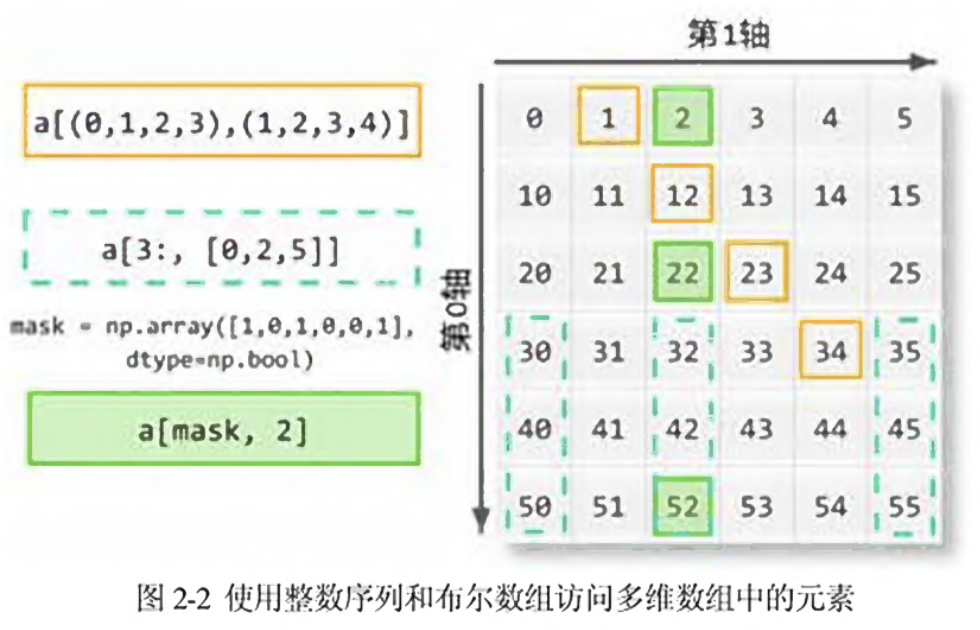 第1轴
a[(0,1,2,3),(1,2,3,4)]
a[3:, [0,2,5]]
mask = np.array([1,0,1,0,0,1],
dtype=np.bool)
a[mask, 2]
第0轴
0 1 2 3 4 5
10 11 12 13 14 15
20 21 22 23 24 25
30 31 32 33 34 35
40 41 42 43 44 45
50 51 52 53 54 55
图 2-2 使用整数序列和布尔数组访问多维数组中的元素